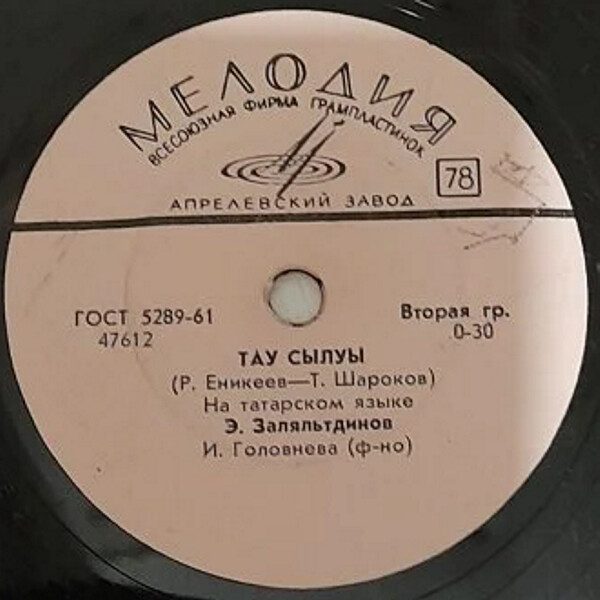 МЕЛОДИЯ
ВСЕСОЮЗНАЯ ФИРМА ГРАМПЛАСТИНОК
78
АПРЕЛЕВСКИЙ ЗАВОД
ГОСТ 5289-61
47612
Вторая гр.
0-30
ТАУ СЫЛУЫ
(Р. Еникеев—Т. Шароков)
На татарском языке
Э. Заляльтдинов
И. Головнева (ф-но)